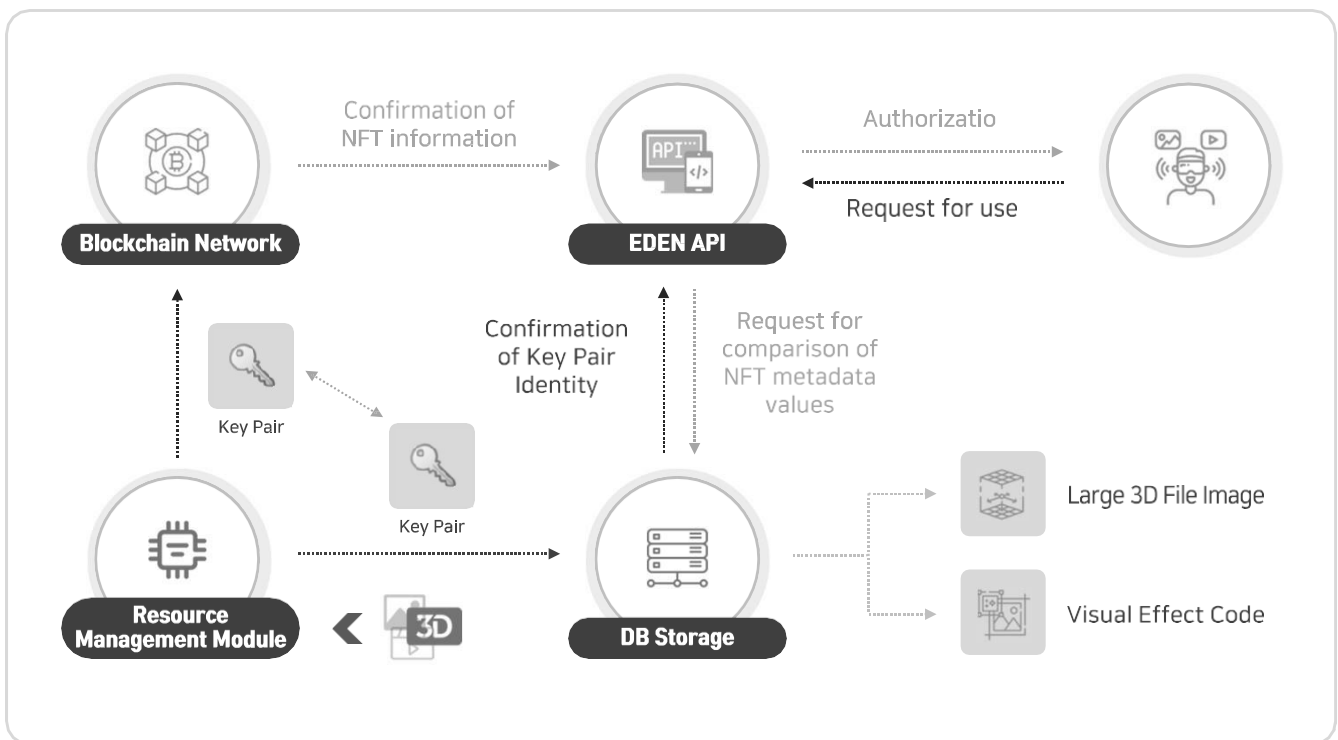 Confirmation of
NFT information
API
</>
Authorizatio
Request for use
Blockchain Network
EDEN API
Confirmation
of Key Pair
Identity
Request for
comparison of
NFT metadata
values
Key Pair
Key Pair
Large 3D File Image
Resource
Management Module
3D
DB Storage
Visual Effect Code